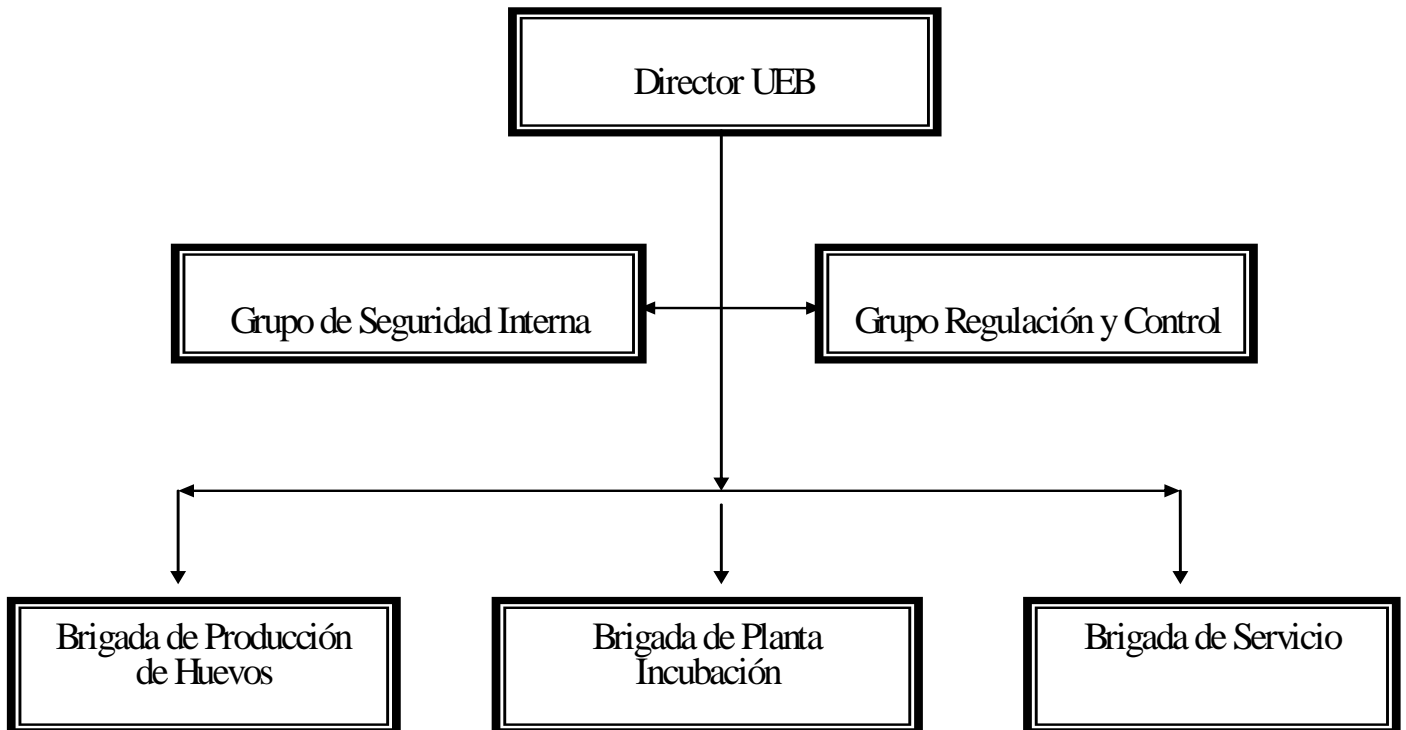 Director UEB
Grupo de Seguridad Interna
Grupo Regulación y Control
Brigada de Producción
de Huevos
Brigada de Planta
Incubación
Brigada de Servicio